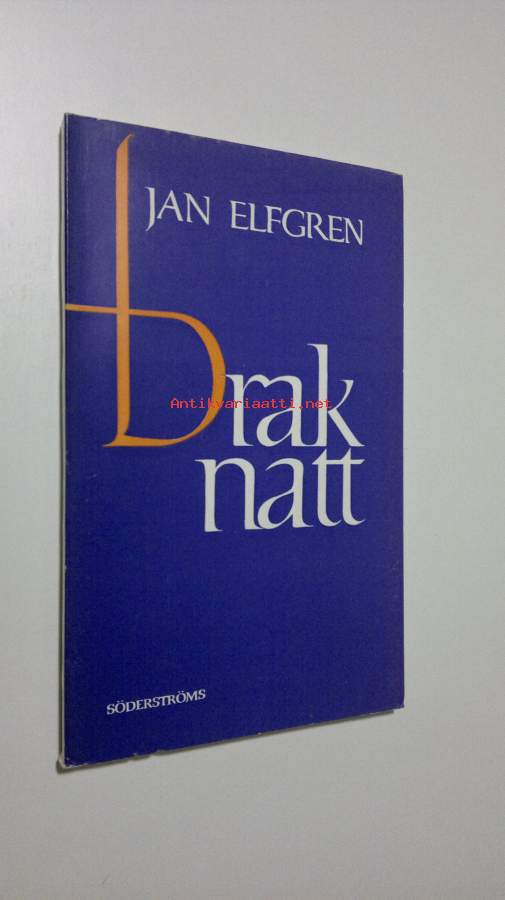 JAN ELFGREN
Drak
Antikvariaatti.net
natt
SÖDERSTRÖMS